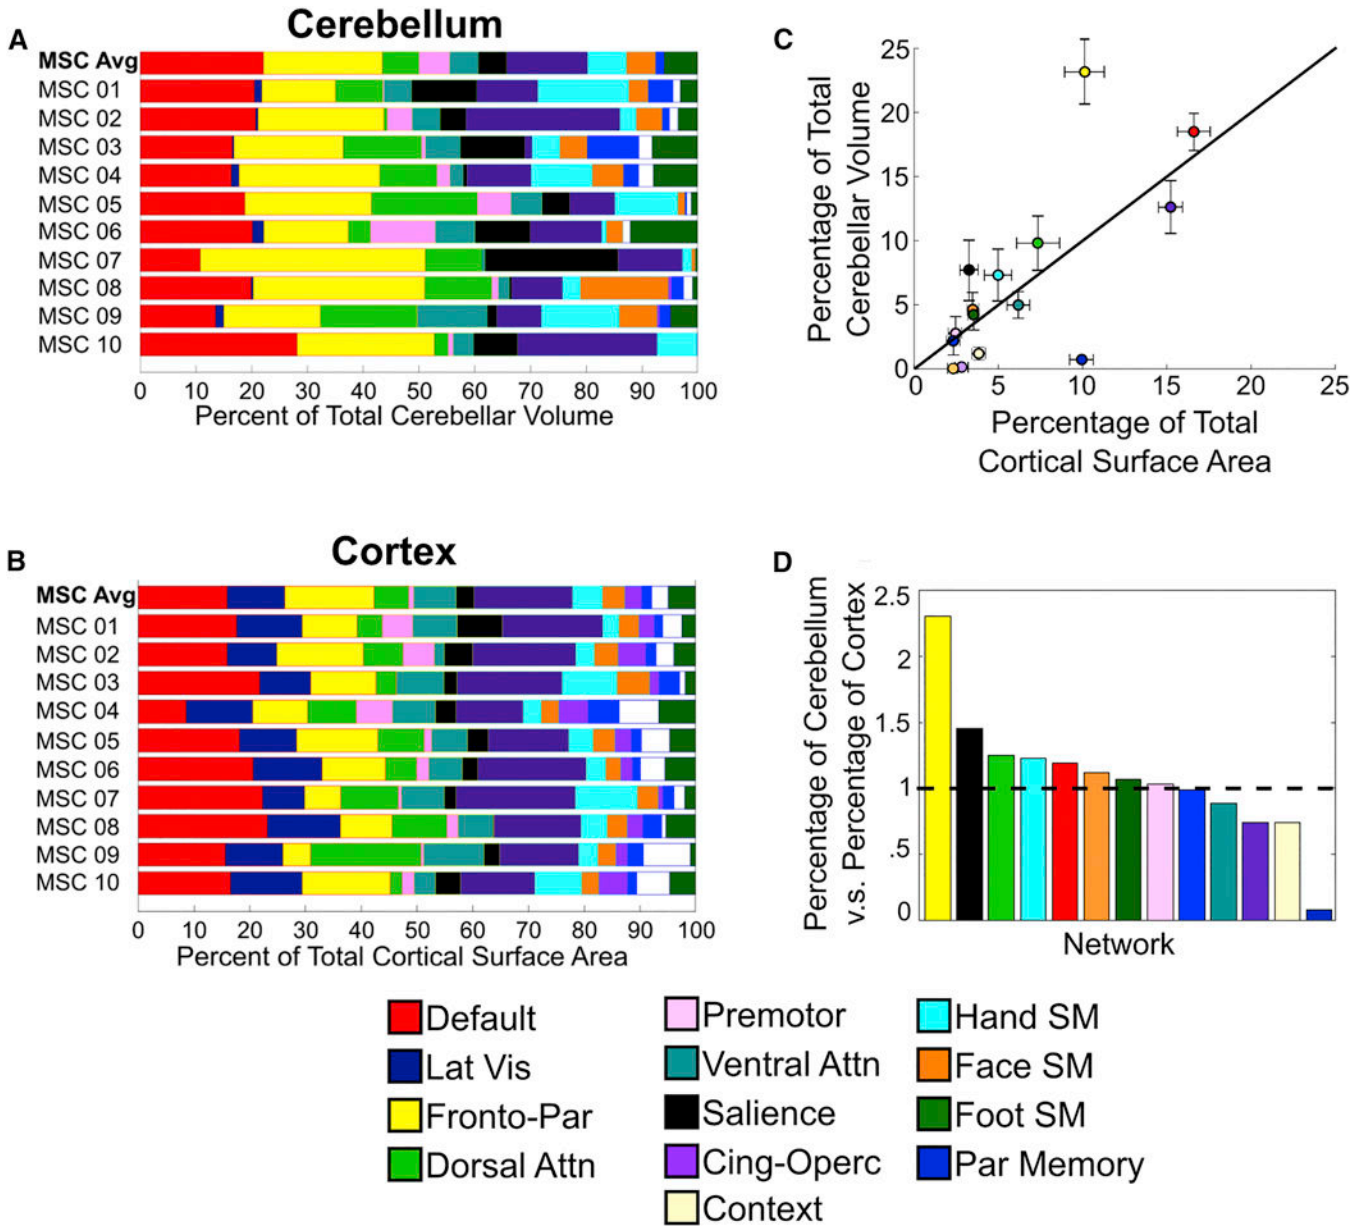 A
Cerebellum
MSC Avg
MSC 01
MSC 02
MSC 03
MSC 04
MSC 05
MSC 06
MSC 07
MSC 08
MSC 09
MSC 10
0 10 20 30 40 50 60 70 80 90 100
Percent of Total Cerebellar Volume
C
Percentage of Total
Cerebellar Volume
25
20
15
10
5
0
0 5 10 15 20 25
Percentage of Total
Cortical Surface Area
B
Cortex
MSC Avg
MSC 01
MSC 02
MSC 03
MSC 04
MSC 05
MSC 06
MSC 07
MSC 08
MSC 09
MSC 10
0 10 20 30 40 50 60 70 80 90 100
Percent of Total Cortical Surface Area
D
Percentage of Cerebellum
v.s. Percentage of Cortex
2.5
2
1.5
1
.5
0
Network
Default
Lat Vis
Fronto-Par
Dorsal Attn
Premotor
Ventral Attn
Salience
Cing-Operc
Context
Hand SM
Face SM
Foot SM
Par Memory